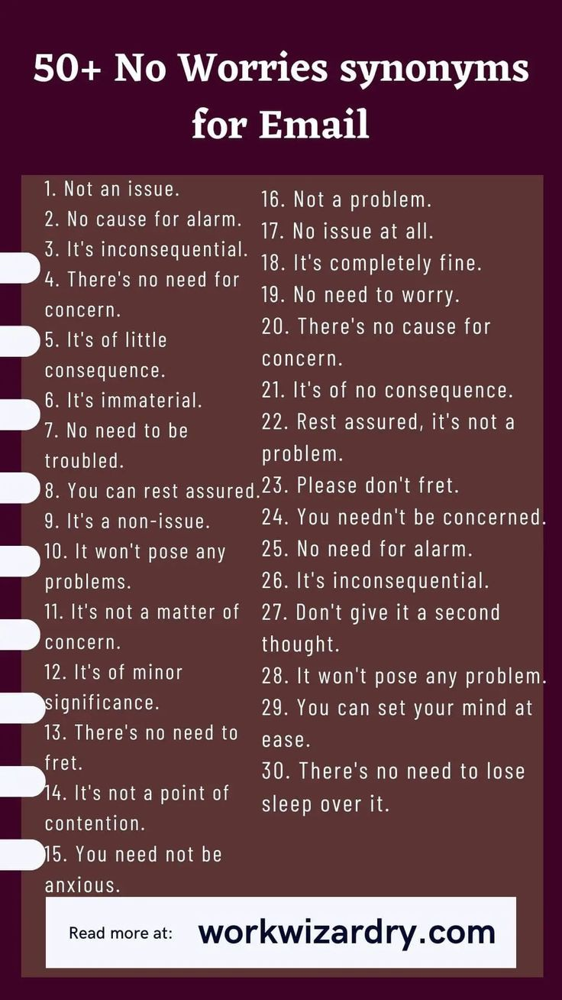 50+ No Worries synonyms
for Email
1. Not an issue.
2. No cause for alarm.
3. It's inconsequential.
4. There's no need for
concern.
5. It's of little
consequence.
6. It's immaterial.
7. No need to be
troubled.
8. You can rest assured.
9. It's a non-issue.
10. It won't pose any
problems.
11. It's not a matter of
concern.
12. It's of minor
significance.
13. There's no need to
fret.
14. It's not a point of
contention.
15. You need not be
anxious.
16. Not a problem.
17. No issue at all.
18. It's completely fine.
19. No need to worry.
20. There's no cause for
concern.
21. It's of no consequence.
22. Rest assured, it's not a
problem.
23. Please don't fret.
24. You needn't be concerned.
25. No need for alarm.
26. It's inconsequential.
27. Don't give it a second
thought.
28. It won't pose any problem.
29. You can set your mind at
ease.
30. There's no need to lose
sleep over it.
Read more at: workwizardry.com